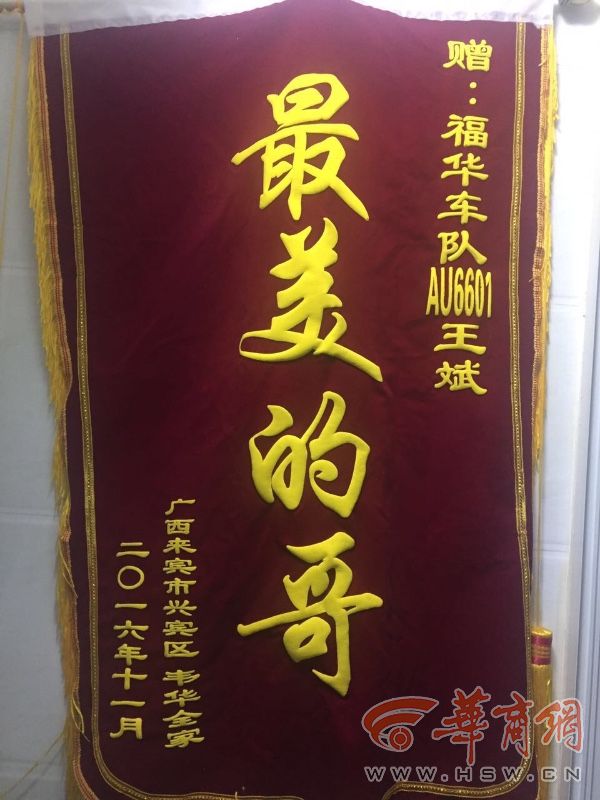 赠：福华车队AU6601王斌
最美的哥
广西来宾市兴宾区 韦华全家
二〇一六年十一月
華商網
WWW.HSW.CN